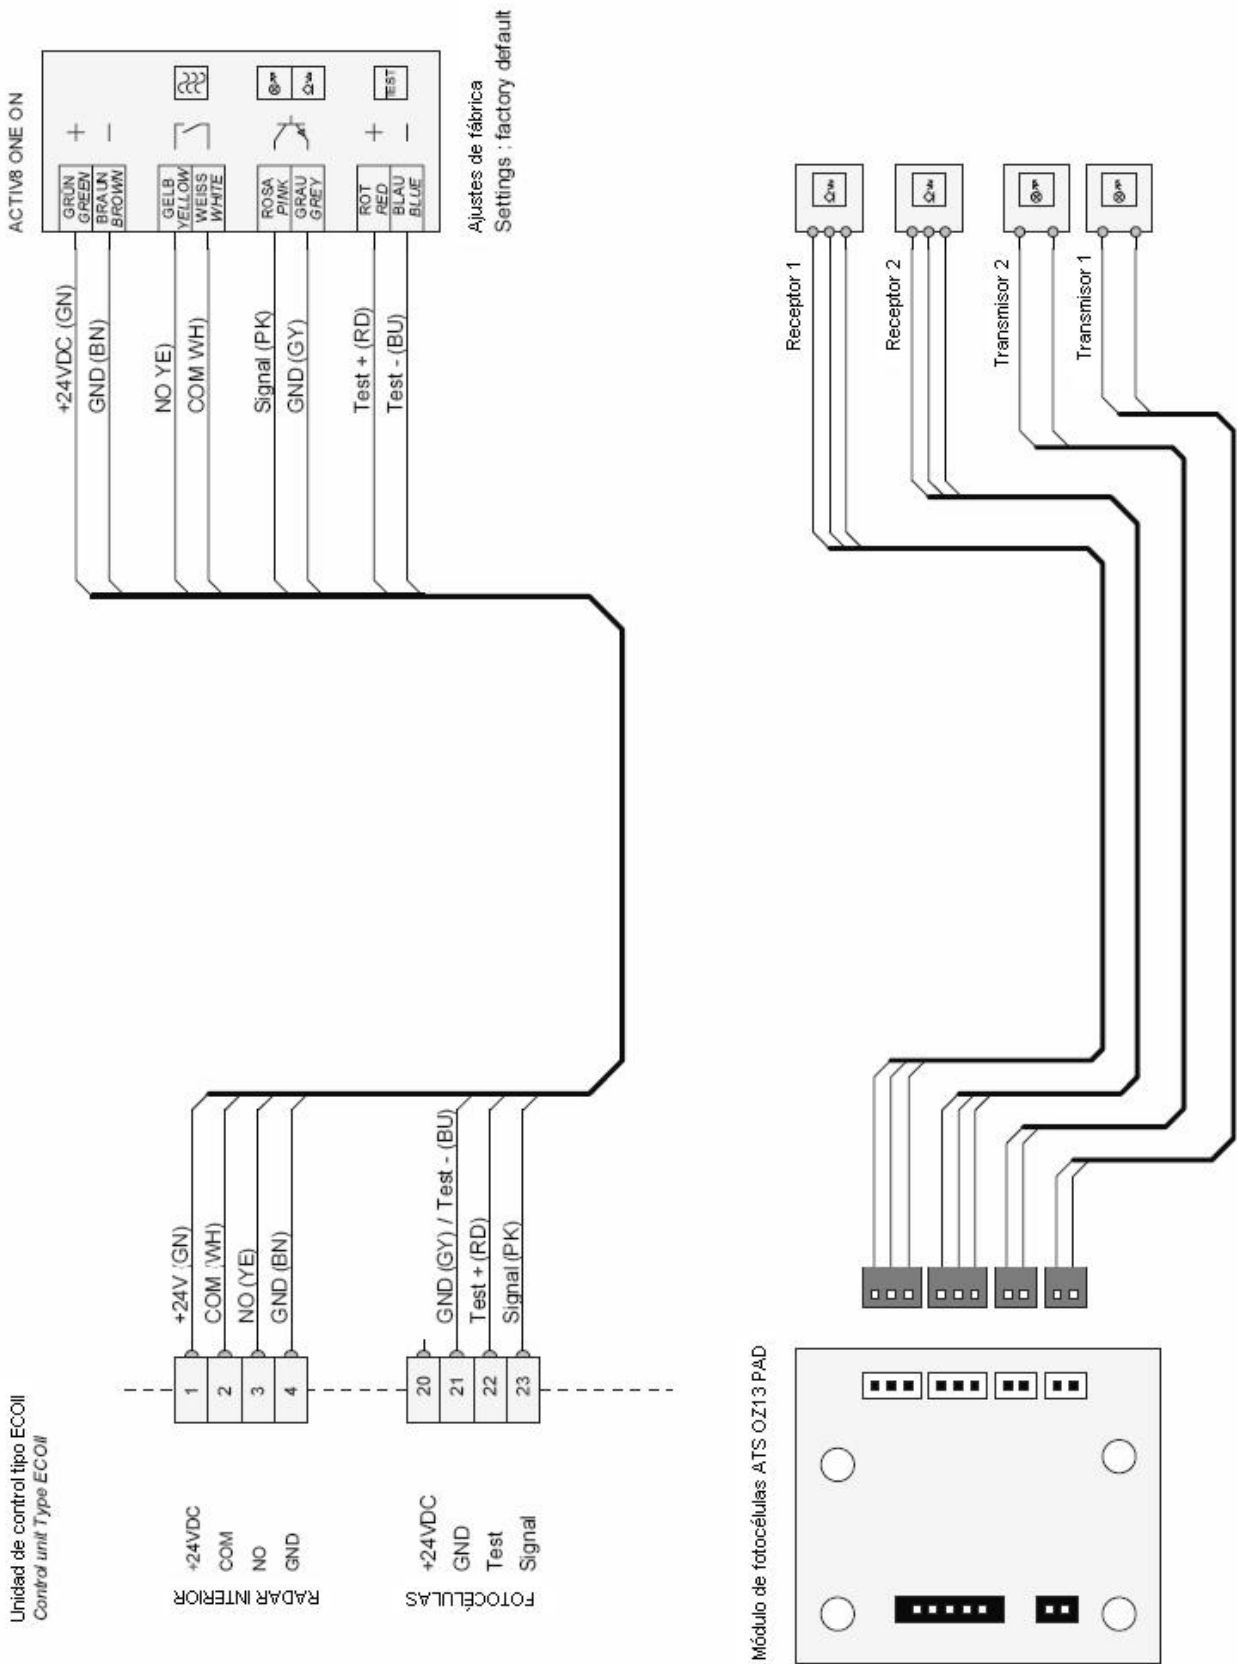 Unidad de control tipo ECOII
Control unit Type ECOII
+24VDC
COM
NO
GND
RADAR INTERIOR
1
2
3
4
+24V (GN)
COM (WH)
NO (YE)
GND (BN)
+24VDC
GND
Test
Signal
FOTOCÉLULAS
20
21
22
23
GND (GY) / Test - (BU)
Test + (RD)
Signal (PK)
ACTIV8 ONE ON
+24VDC (GN)
GND (BN)
NO YE)
COM WH)
Signal (PK)
GND (GY)
Test + (RD)
Test - (BU)
GRÜN
GREEN
BRAUN
BROWN
GELB
YELLOW
WEISS
WHITE
ROSA
PINK
GRAU
GREY
ROT
RED
BLAU
BLUE
+
−
+
−
TEST
Ajustes de fábrica
Settings : factory default
Módulo de fotocélulas ATS OZ13 PAD
Receptor 1
Receptor 2
Transmisor 2
Transmisor 1